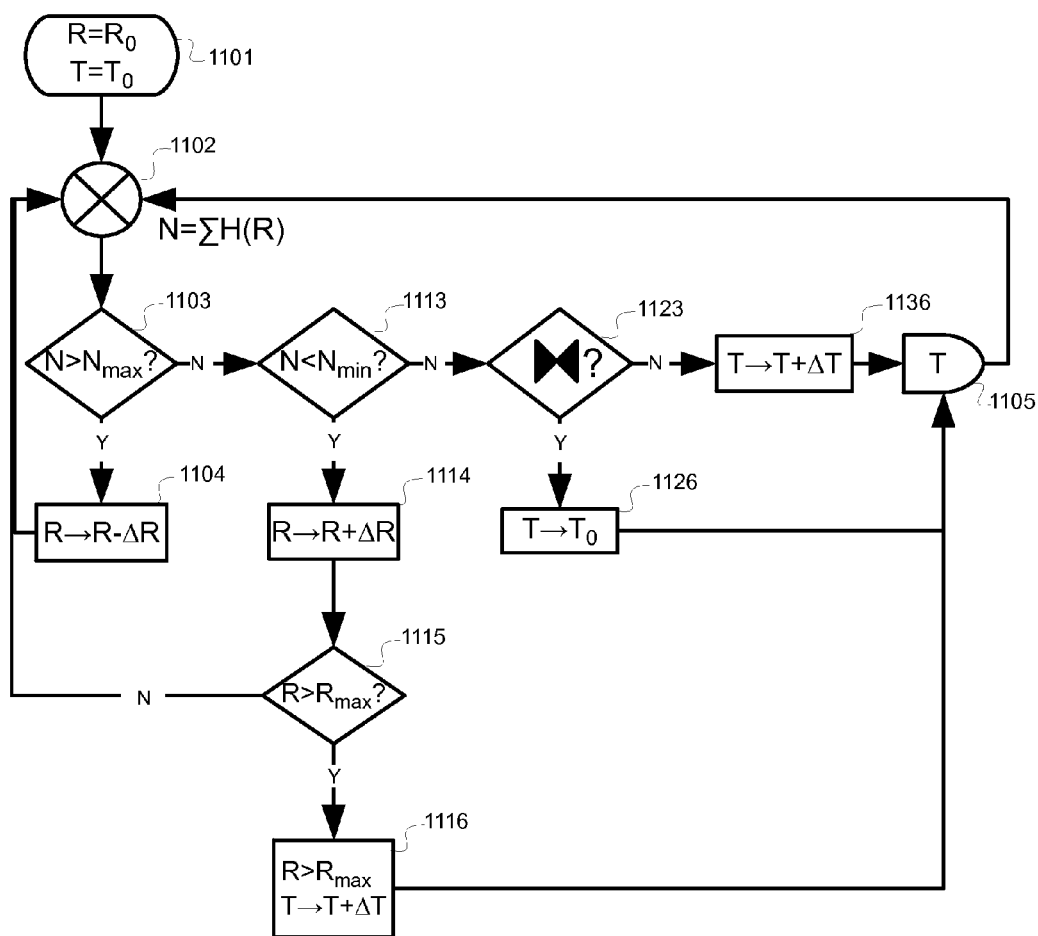 R=R₀
T=T₀
1101
1102
N=∑H(R)
1103
1113
1123
1136
N>Nmax?
N
N<Nmin?
N
?
N
T→T+ΔT
T
1105
Y
Y
Y
1104
1114
1126
R→R-ΔR
R→R+ΔR
T→T₀
1115
R>Rmax?
N
Y
1116
R>Rmax
T→T+ΔT